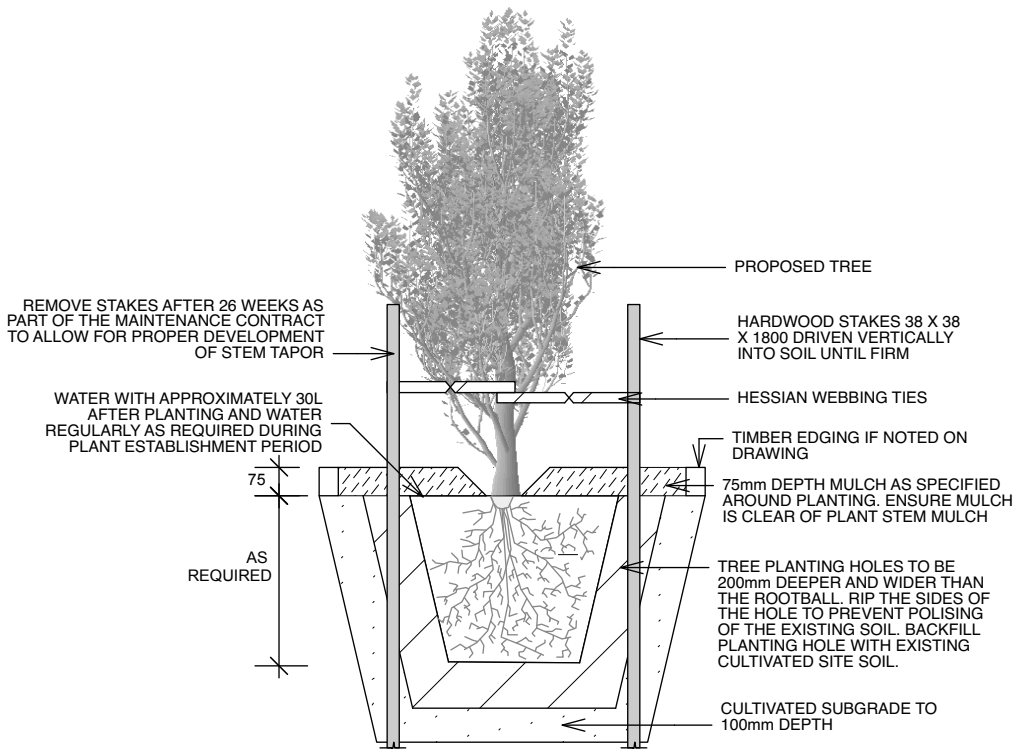 PROPOSED TREE
REMOVE STAKES AFTER 26 WEEKS AS
PART OF THE MAINTENANCE CONTRACT
TO ALLOW FOR PROPER DEVELOPMENT
OF STEM TAPOR
HARDWOOD STAKES 38 X 38
X 1800 DRIVEN VERTICALLY
INTO SOIL UNTIL FIRM
WATER WITH APPROXIMATELY 30L
AFTER PLANTING AND WATER
REGULARLY AS REQUIRED DURING
PLANT ESTABLISHMENT PERIOD
HESSIAN WEBBING TIES
TIMBER EDGING IF NOTED ON
DRAWING
75
75mm DEPTH MULCH AS SPECIFIED
AROUND PLANTING. ENSURE MULCH
IS CLEAR OF PLANT STEM MULCH
AS
REQUIRED
TREE PLANTING HOLES TO BE
200mm DEEPER AND WIDER THAN
THE ROOTBALL. RIP THE SIDES OF
THE HOLE TO PREVENT POLISING
OF THE EXISTING SOIL. BACKFILL
PLANTING HOLE WITH EXISTING
CULTIVATED SITE SOIL.
CULTIVATED SUBGRADE TO
100mm DEPTH